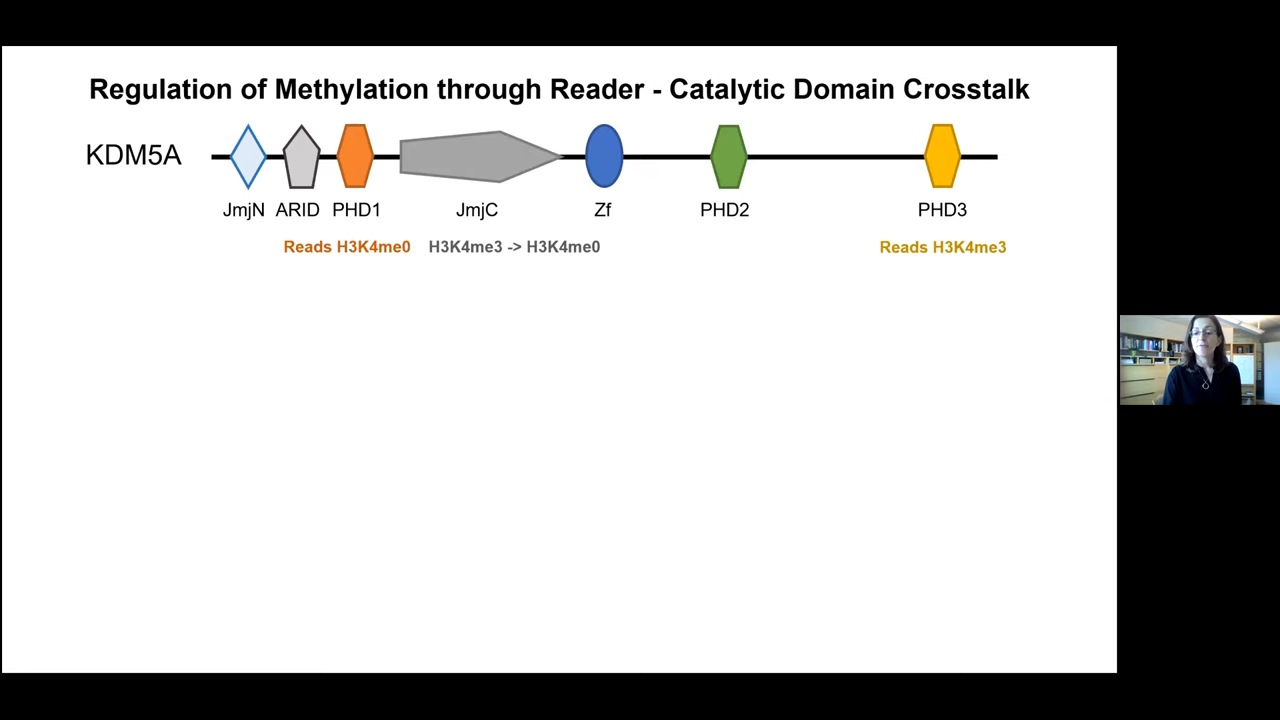 Regulation of Methylation through Reader - Catalytic Domain Crosstalk
KDM5A
JmjN ARID PHD1 JmjC Zf PHD2 PHD3
Reads H3K4me0 H3K4me3 -> H3K4me0 Reads H3K4me3